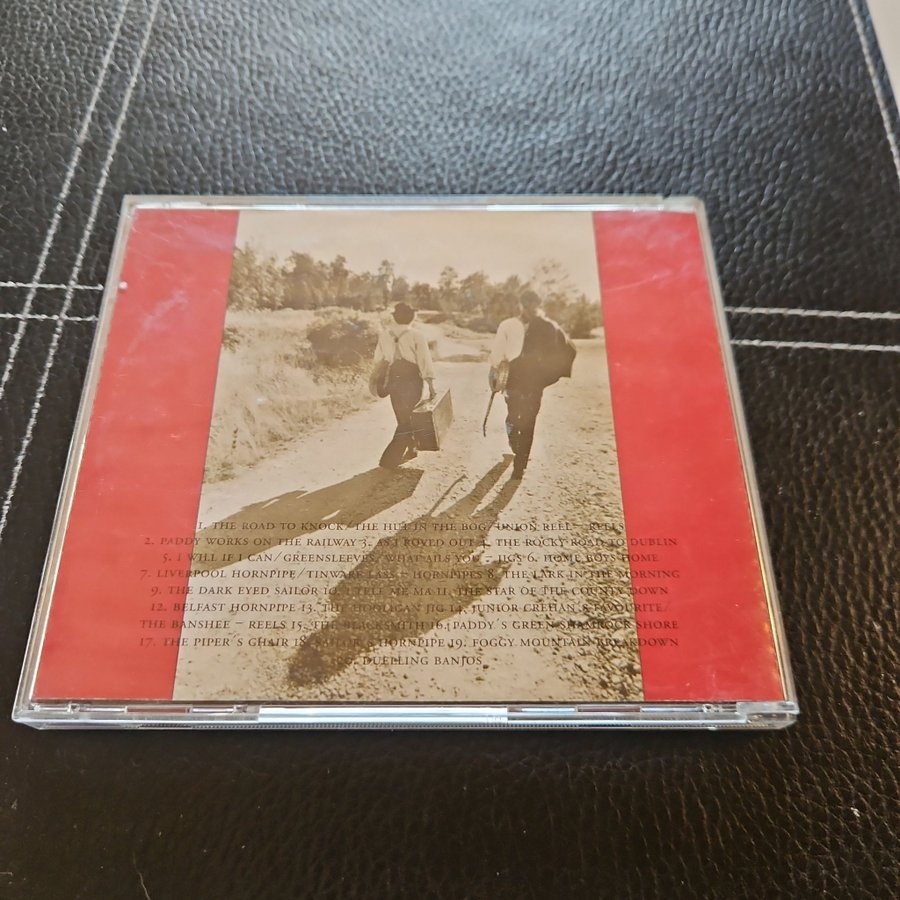 1. THE ROAD TO KNOCK/THE HUT IN THE BOG/UNION REEL – REELS
2. PADDY WORKS ON THE RAILWAY 3. AS I ROVED OUT 4. THE ROCKY ROAD TO DUBLIN
5. I WILL IF I CAN/GREENSLEEVES/WHAT AILS YOU – JIGS 6. HOME BOYS HOME
7. LIVERPOOL HORNPIPE/TINWARE LASS – HORNPIPES 8. THE LARK IN THE MORNING
9. THE DARK EYED SAILOR 10. I TELL ME MA 11. THE STAR OF THE COUNTY DOWN
12. BELFAST HORNPIPE 13. THE HOOLIGAN JIG 14. JUNIOR CREHAN´S FAVOURITE/
THE BANSHEE – REELS 15. THE BLACKSMITH 16. PADDY´S GREEN SHAMROCK SHORE
17. THE PIPER´S CHAIR 18. SAILOR´S HORNPIPE 19. FOGGY MOUNTAIN BREAKDOWN
20. DUELLING BANJOS